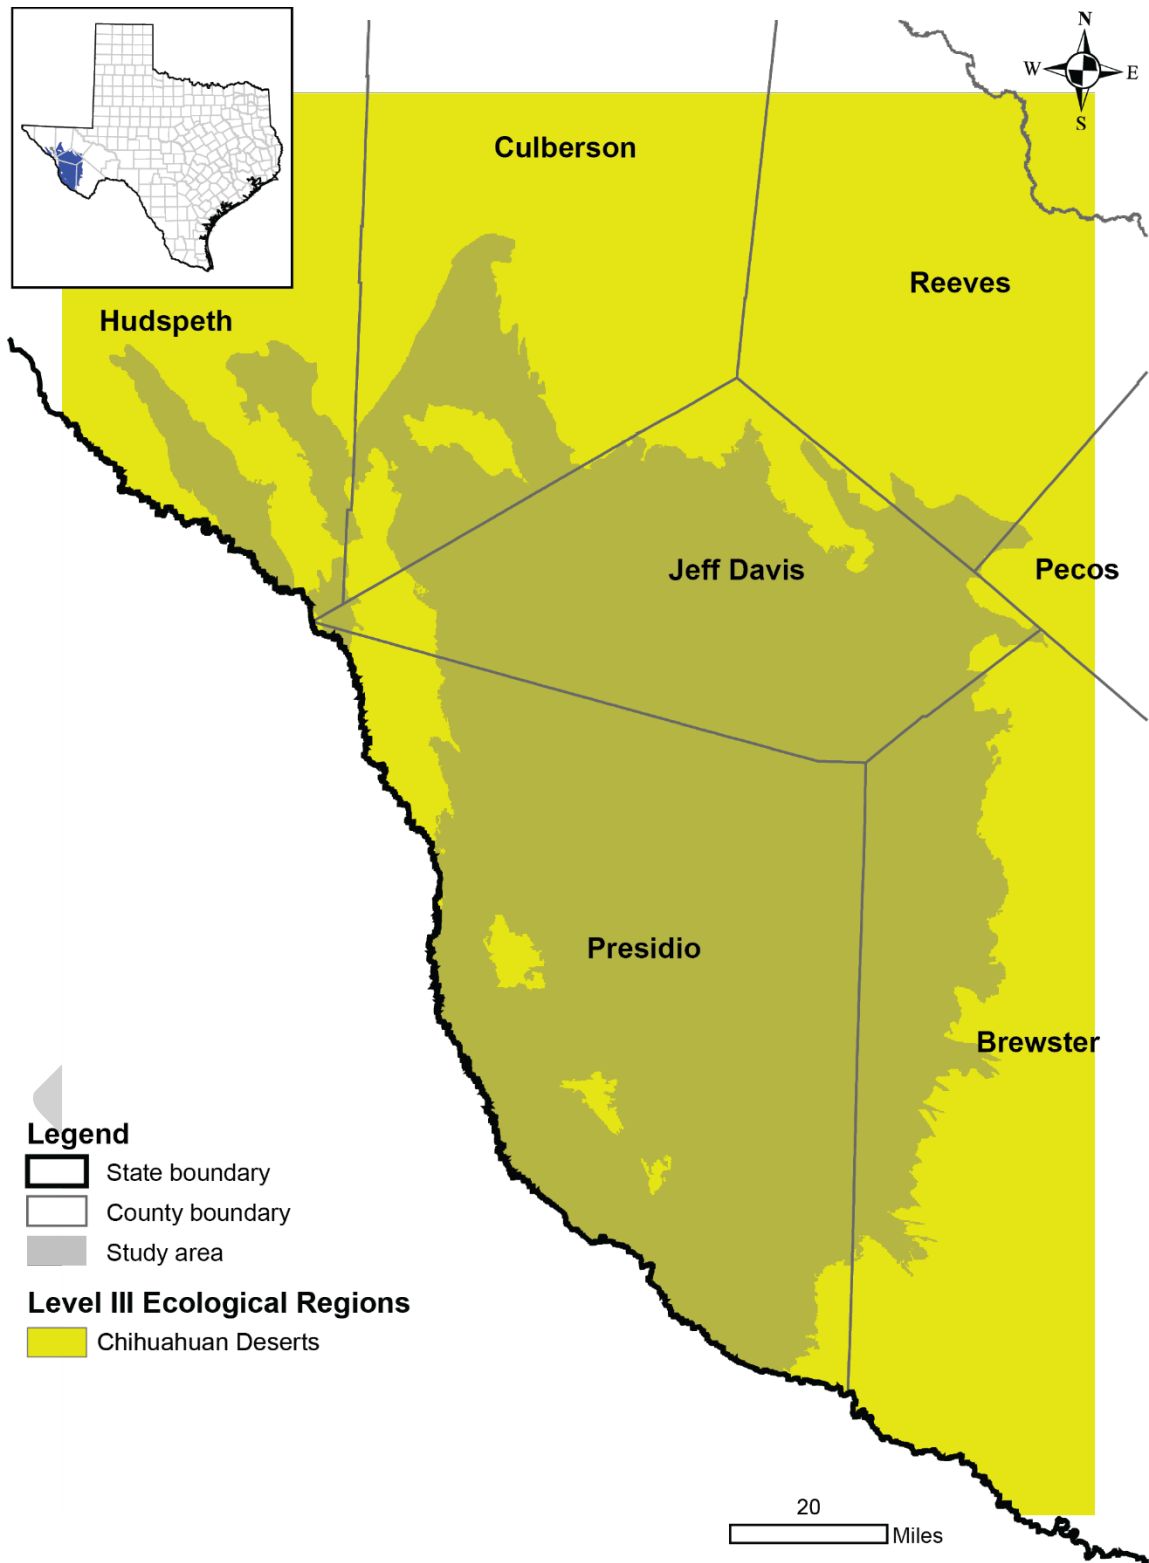 N
W E
S
Culberson
Reeves
Hudspeth
Jeff Davis
Pecos
Presidio
Brewster
Legend
State boundary
County boundary
Study area
Level III Ecological Regions
Chihuahuan Deserts
20
Miles